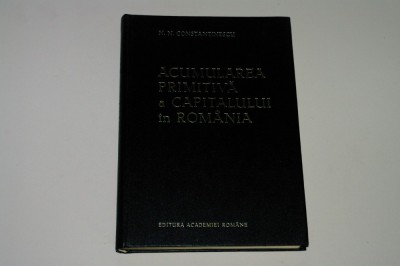 N. N. CONSTANTINESCU
ACUMULAREA
PRIMITIVĂ
a CAPITALULUI
în ROMÂNIA
EDITURA ACADEMIEI ROMÂNE